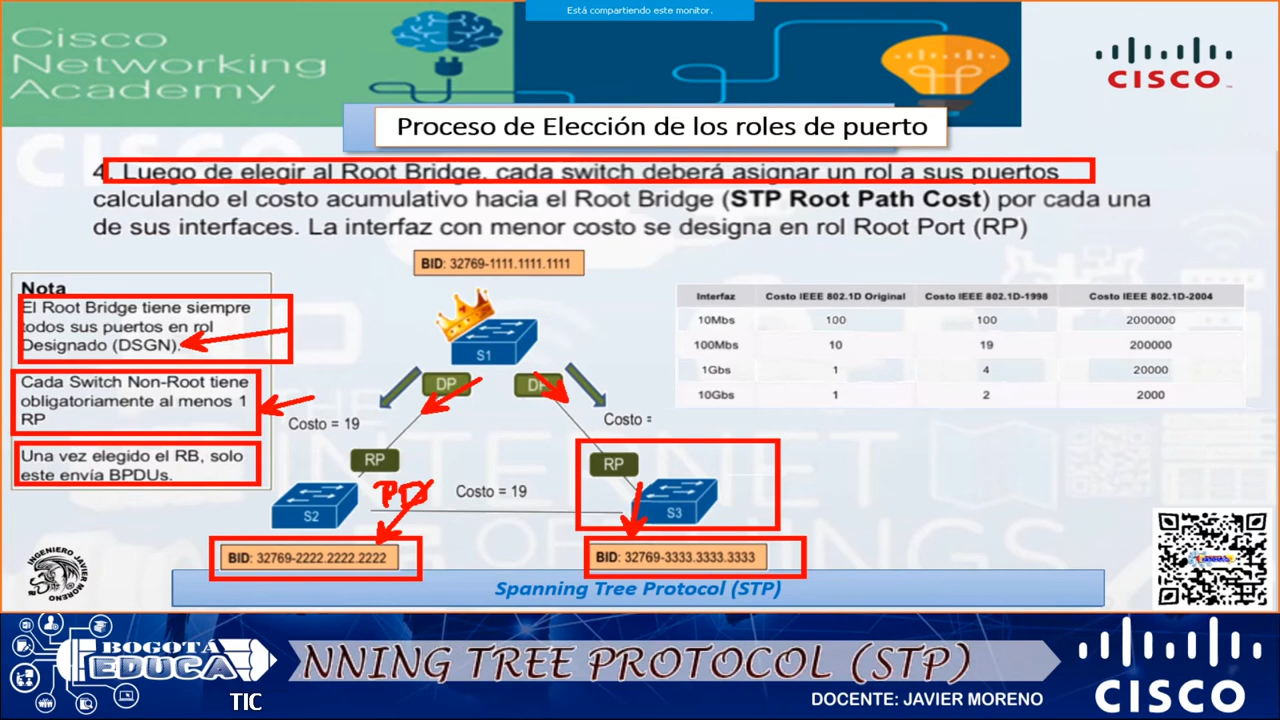 Está compartiendo este monitor.
Cisco
Networking
Academy
CISCO
Proceso de Elección de los roles de puerto
4. Luego de elegir al Root Bridge, cada switch deberá asignar un rol a sus puertos
calculando el costo acumulativo hacia el Root Bridge (STP Root Path Cost) por cada una
de sus interfaces. La interfaz con menor costo se designa en rol Root Port (RP)
BID: 32769-1111.1111.1111
Nota
El Root Bridge tiene siempre
todos sus puertos en rol
Designado (DSGN).
Cada Switch Non-Root tiene
obligatoriamente al menos 1
RP
Una vez elegido el RB, solo
este envía BPDUs.
S1
DP
DP
Costo = 19
Costo =
RP
RP
PD
Costo = 19
S2
S3
BID: 32769-2222.2222.2222
BID: 32769-3333.3333.3333
Interfaz Costo IEEE 802.1D Original Costo IEEE 802.1D-1998 Costo IEEE 802.1D-2004
10Mbs 100 100 2000000
100Mbs 10 19 200000
1Gbs 1 4 20000
10Gbs 1 2 2000
INGENIERO JAVIER MORENO
Spanning Tree Protocol (STP)
BOGOTÁ
EDUCA
TIC
NNING TREE PROTOCOL (STP)
DOCENTE: JAVIER MORENO
CISCO